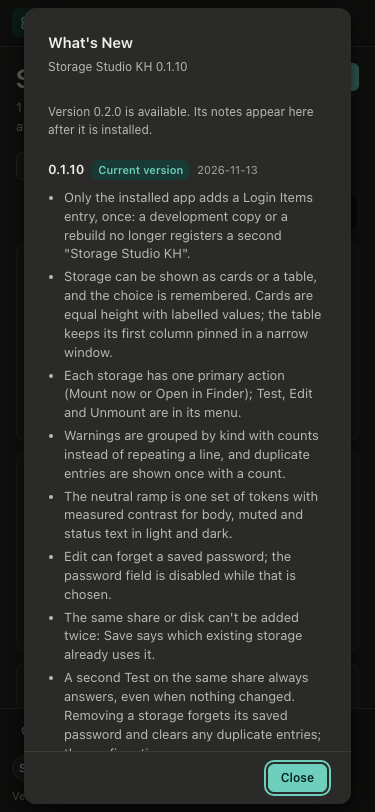 What's New
Storage Studio KH 0.1.10
Version 0.2.0 is available. Its notes appear here
after it is installed.
0.1.10 Current version 2026-11-13
• Only the installed app adds a Login Items
entry, once: a development copy or a
rebuild no longer registers a second
"Storage Studio KH".
• Storage can be shown as cards or a table,
and the choice is remembered. Cards are
equal height with labelled values; the table
keeps its first column pinned in a narrow
window.
• Each storage has one primary action
(Mount now or Open in Finder); Test, Edit
and Unmount are in its menu.
• Warnings are grouped by kind with counts
instead of repeating a line, and duplicate
entries are shown once with a count.
• The neutral ramp is one set of tokens with
measured contrast for body, muted and
status text in light and dark.
• Edit can forget a saved password; the
password field is disabled while that is
chosen.
• The same share or disk can't be added
twice: Save says which existing storage
already uses it.
• A second Test on the same share always
answers, even when nothing changed.
Removing a storage forgets its saved
password and clears any duplicate entries;
Close